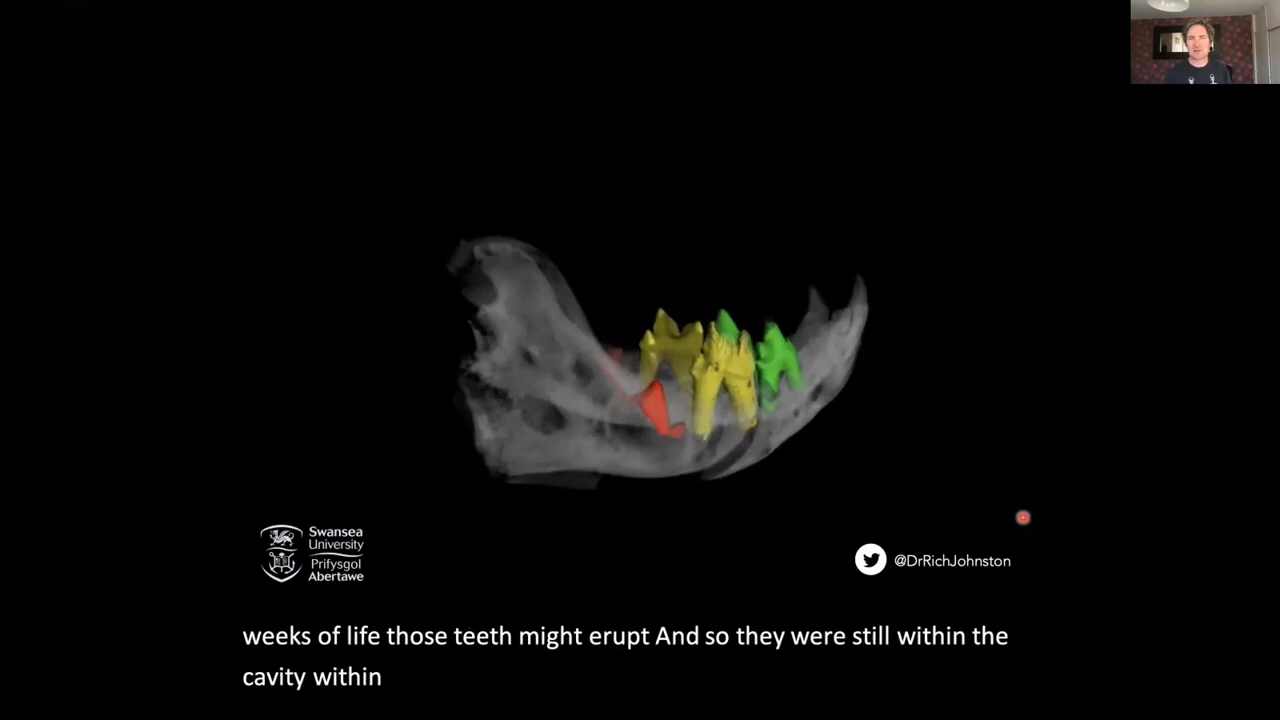 Swansea
University
Prifysgol
Abertawe
@DrRichJohnston
weeks of life those teeth might erupt And so they were still within the
cavity within